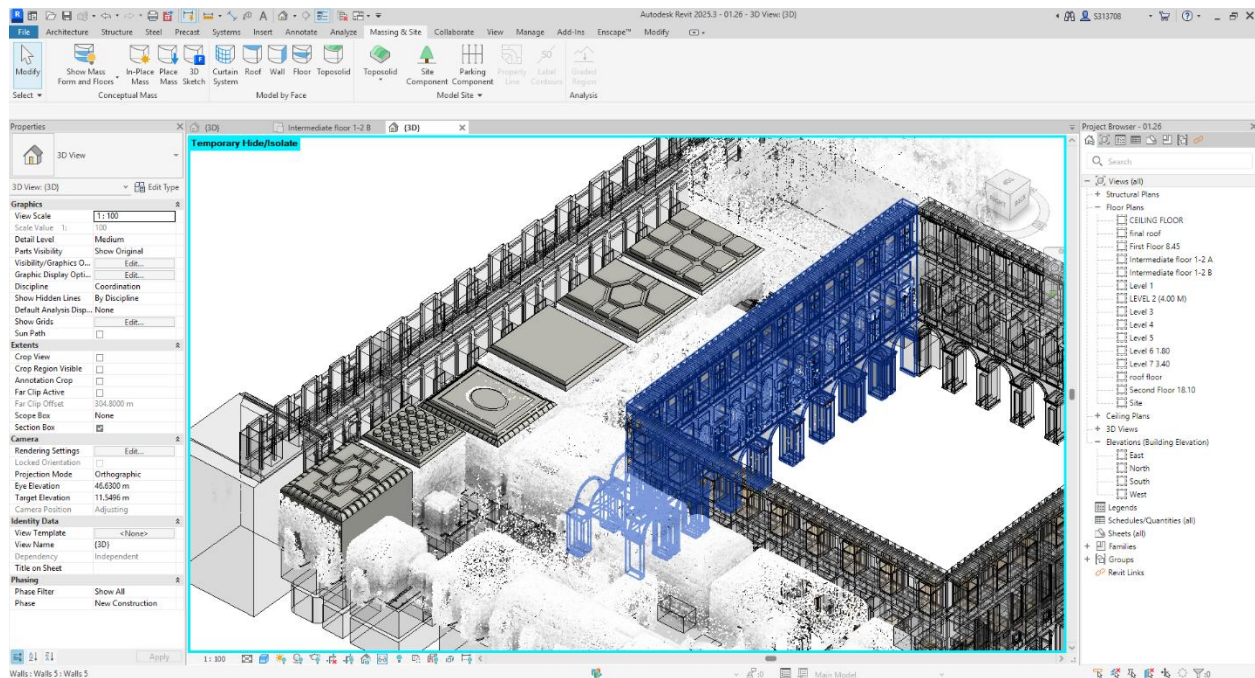 Autodesk Revit 2025.3 - 01.26 - 3D View: {3D}
S313708
File Architecture Structure Steel Precast Systems Insert Annotate Analyze Massing & Site Collaborate View Manage Add-Ins Enscape™ Modify
Modify
Show Mass Form and Floors
In-Place Mass
Place Mass
3D Sketch
Curtain System
Roof
Wall
Floor
Toposolid
Toposolid
Site Component
Parking Component
Property Line
Label Contours
Graded Region
Select
Conceptual Mass
Model by Face
Model Site
Analysis
Properties
{3D}
Intermediate floor 1-2 B
{3D}
Project Browser - 01.26
3D View
3D View: {3D}
Edit Type
Graphics
View Scale 1 : 100
Scale Value 1: 100
Detail Level Medium
Parts Visibility Show Original
Visibility/Graphics O... Edit...
Graphic Display Opti... Edit...
Discipline Coordination
Show Hidden Lines By Discipline
Default Analysis Disp... None
Show Grids Edit...
Sun Path
Extents
Crop View
Crop Region Visible
Annotation Crop
Far Clip Active
Far Clip Offset 304.8000 m
Scope Box None
Section Box
Camera
Rendering Settings Edit...
Locked Orientation
Projection Mode Orthographic
Eye Elevation 46.6300 m
Target Elevation 11.5496 m
Camera Position Adjusting
Identity Data
View Template <None>
View Name {3D}
Dependency Independent
Title on Sheet
Phasing
Phase Filter Show All
Phase New Construction
Apply
Temporary Hide/Isolate
RIGHT
BACK
Search
Views (all)
Structural Plans
Floor Plans
CEILING FLOOR
final roof
First Floor 8.45
Intermediate floor 1-2 A
Intermediate floor 1-2 B
Level 1
LEVEL 2 (4.00 M)
Level 3
Level 4
Level 5
Level 6 1.80
Level 7 3.40
roof floor
Second Floor 18.10
Site
Ceiling Plans
3D Views
Elevations (Building Elevation)
East
North
South
West
Legends
Schedules/Quantities (all)
Sheets (all)
Families
Groups
Revit Links
1 : 100
Walls : Walls 5 : Walls 5
:0
Main Model
:0